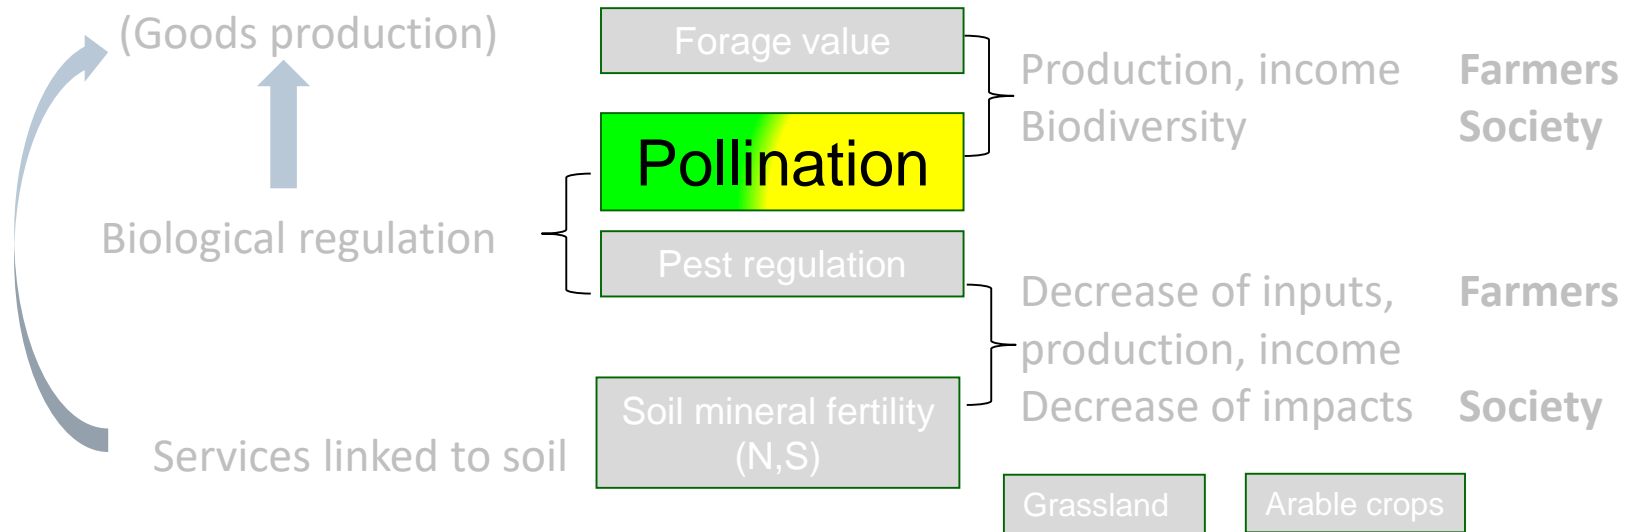 (Goods production)
Forage value
Production, income Farmers
Biodiversity Society
Pollination
Biological regulation
Pest regulation
Decrease of inputs, Farmers
production, income
Decrease of impacts Society
Soil mineral fertility
(N,S)
Services linked to soil
Grassland
Arable crops